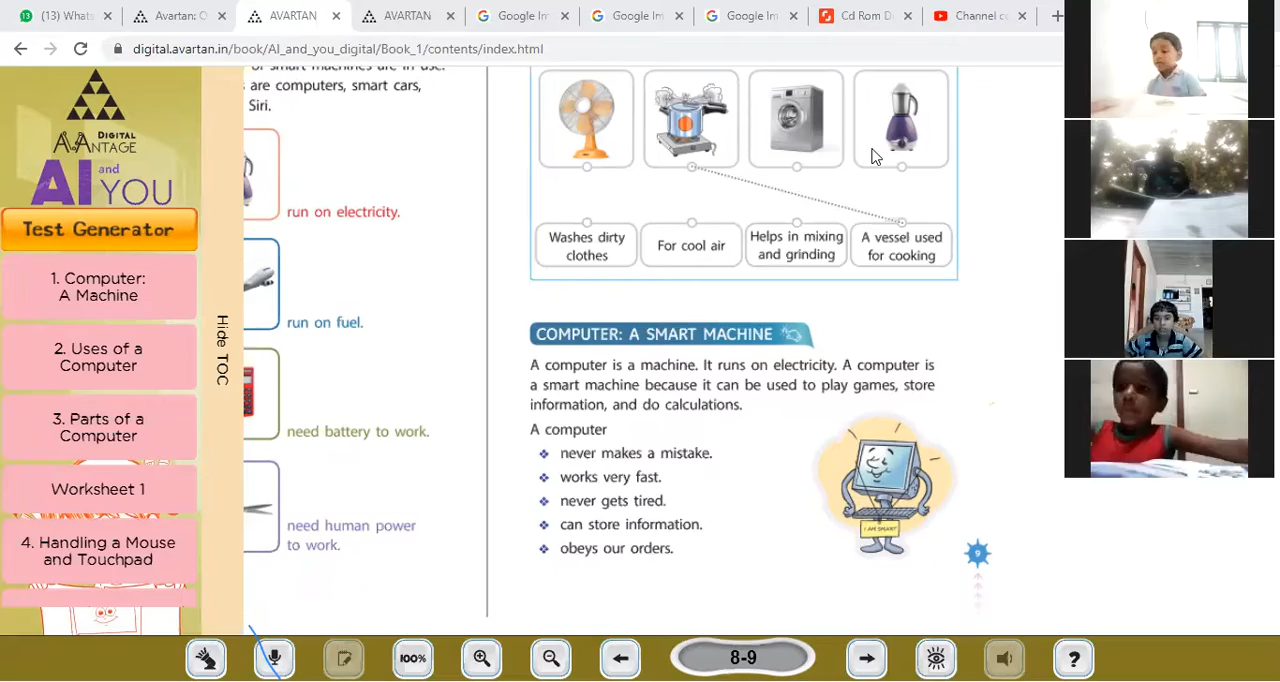 (13) Whats
Avartan: C
AVARTAN
AVARTAN
Google Im
Google Im
Google Im
Cd Rom D
Channel c
digital.avartan.in/book/AI_and_you_digital/Book_1/contents/index.html
DIGITAL
AVANTAGE
AI and
YOU
Test Generator
1. Computer:
A Machine
2. Uses of a
Computer
3. Parts of a
Computer
Worksheet 1
4. Handling a Mouse
and Touchpad
Hide TOC
of smart machines are in use.
are computers, smart cars,
Siri.
run on electricity.
run on fuel.
need battery to work.
need human power
to work.
Washes dirty
clothes
For cool air
Helps in mixing
and grinding
A vessel used
for cooking
COMPUTER: A SMART MACHINE
A computer is a machine. It runs on electricity. A computer is
a smart machine because it can be used to play games, store
information, and do calculations.
A computer
❖ never makes a mistake.
❖ works very fast.
❖ never gets tired.
❖ can store information.
❖ obeys our orders.
I AM SMART
9
100%
8-9
?